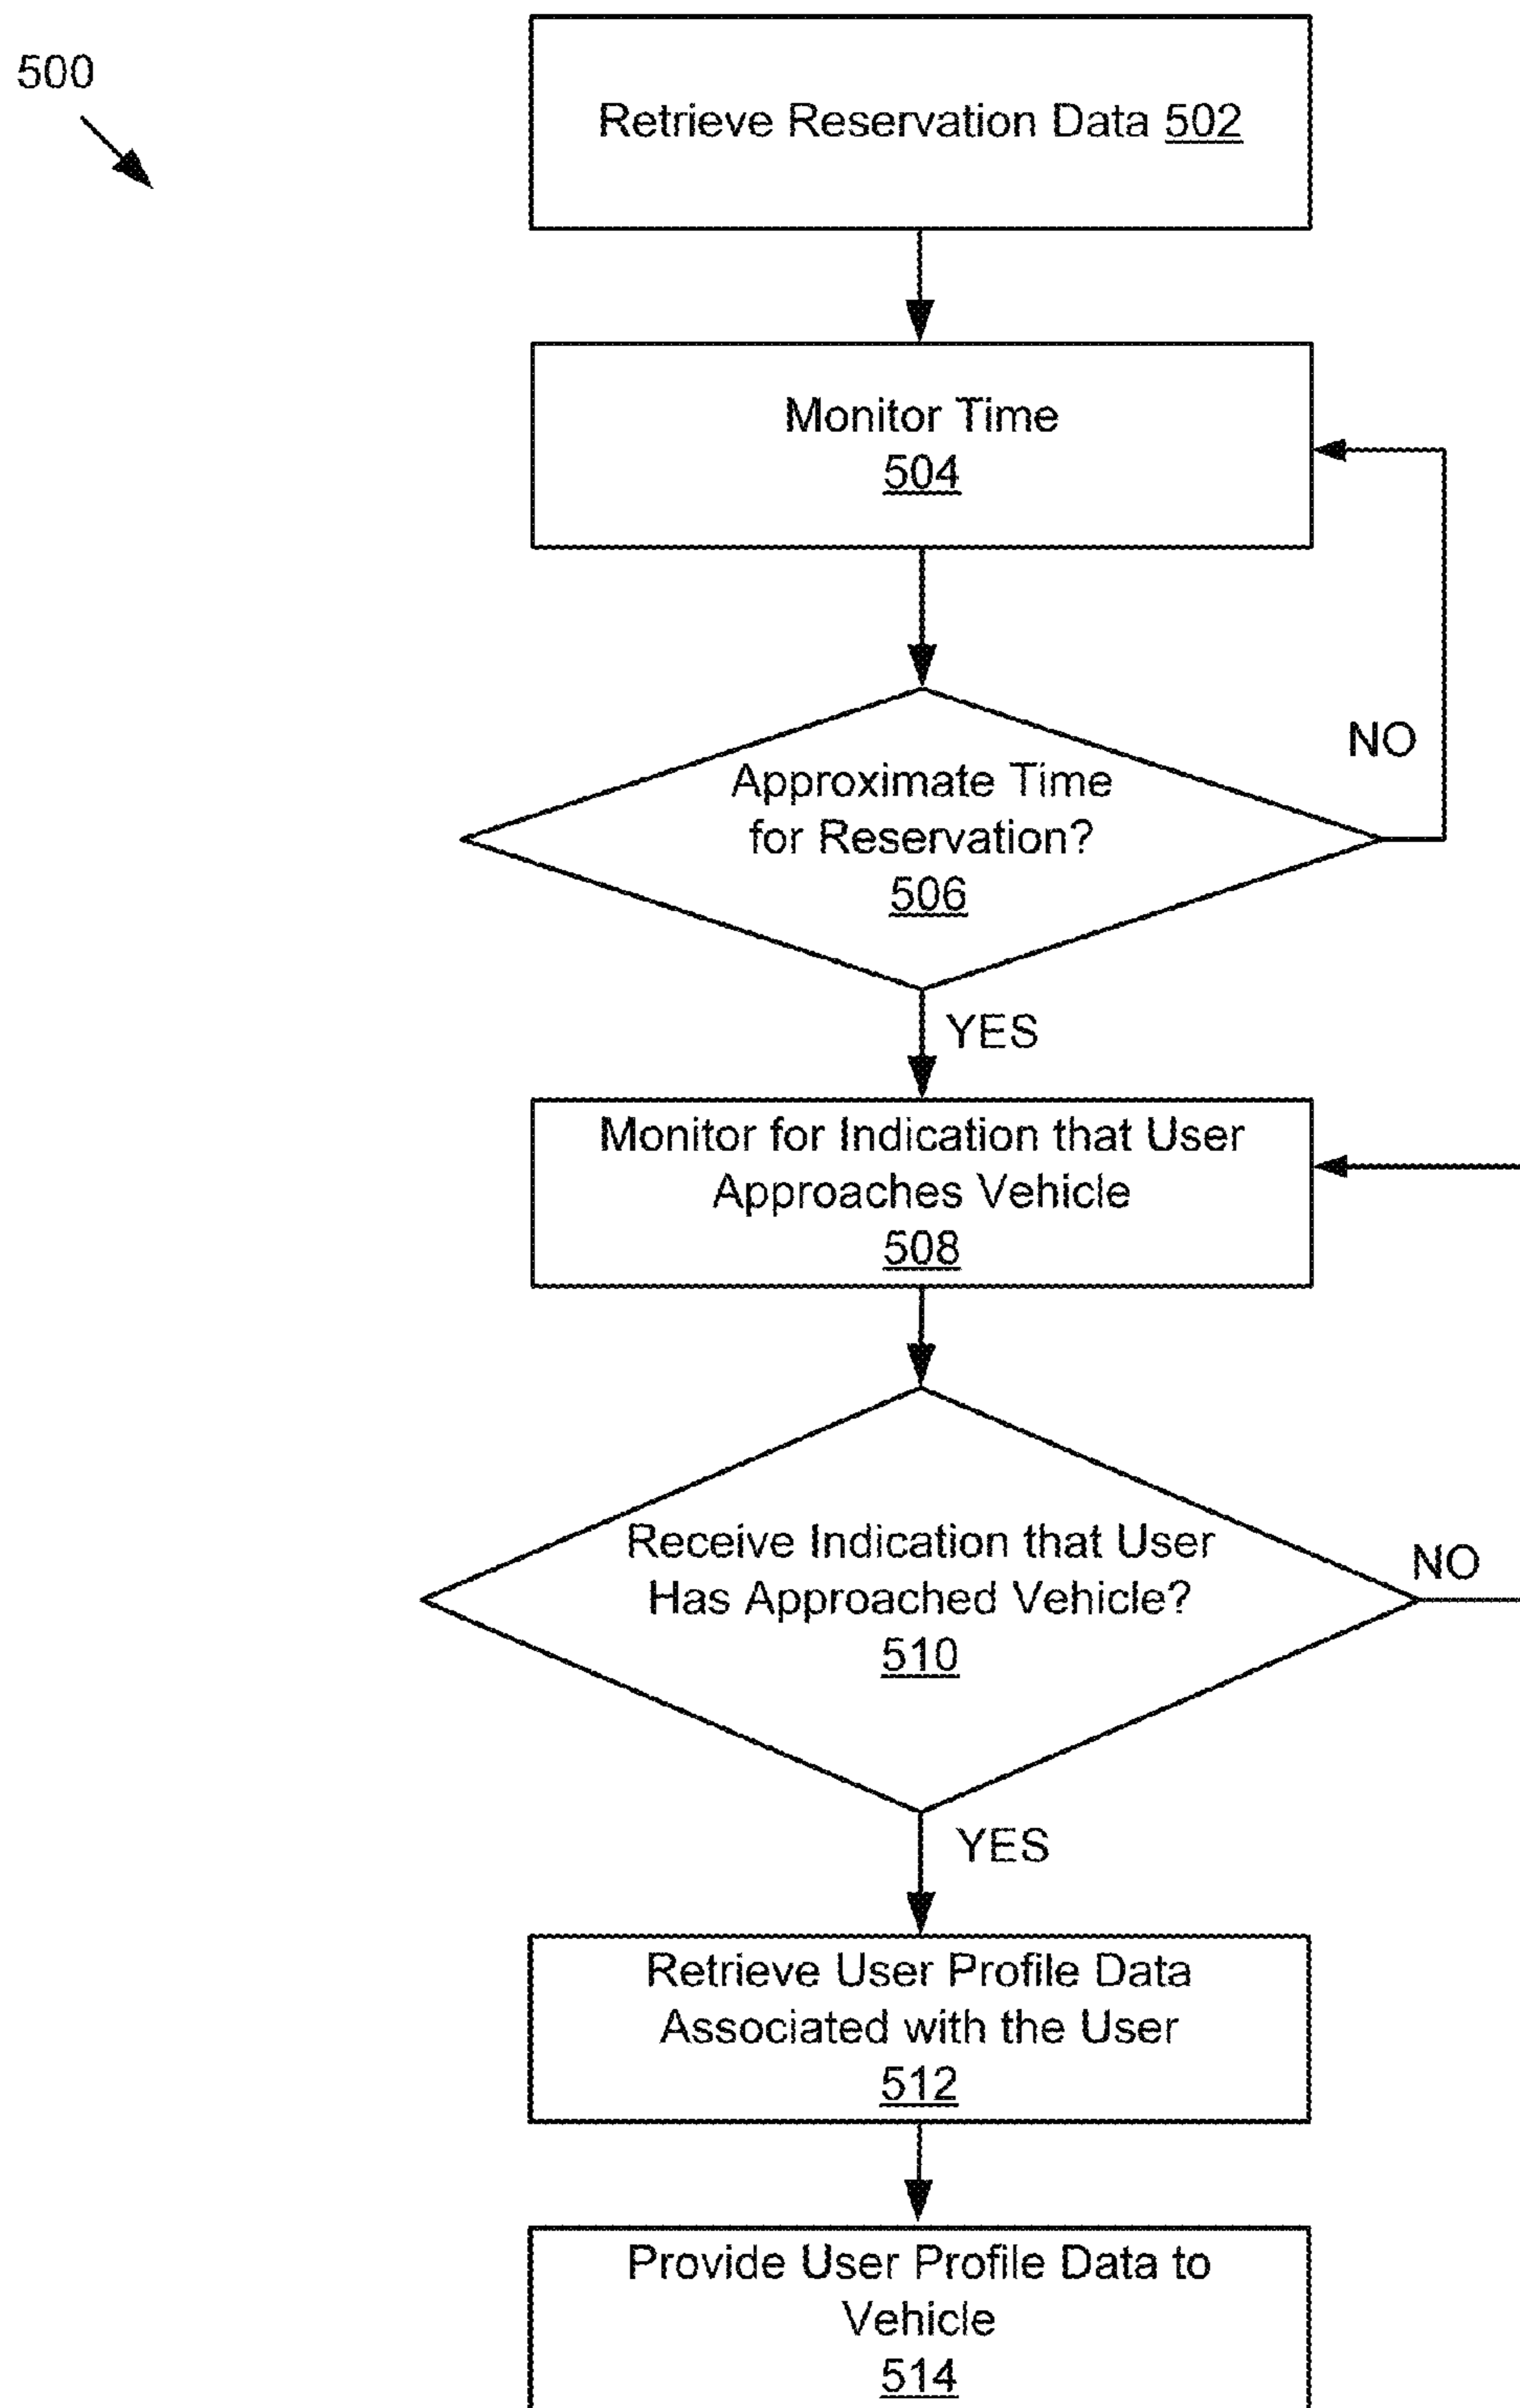 500
Retrieve Reservation Data 502
Monitor Time
504
Approximate Time
for Reservation?
506
NO
YES
Monitor for Indication that User
Approaches Vehicle
508
Receive Indication that User
Has Approached Vehicle?
510
NO
YES
Retrieve User Profile Data
Associated with the User
512
Provide User Profile Data to
Vehicle
514